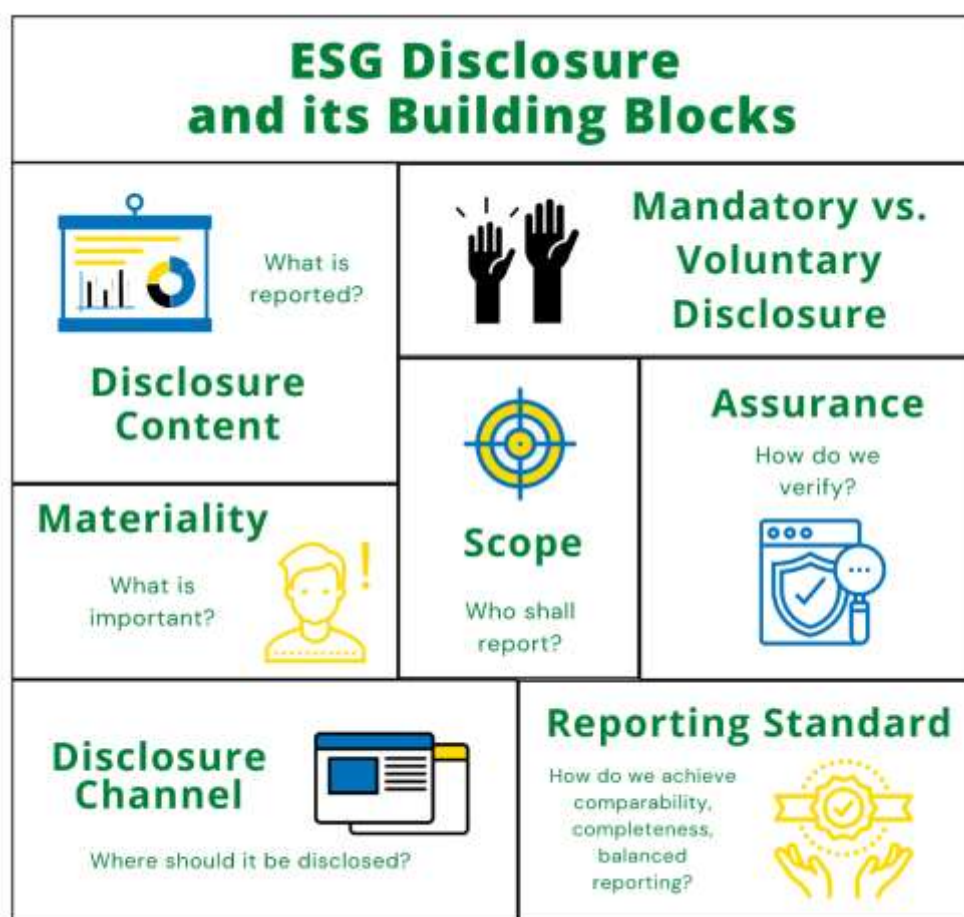 ESG Disclosure
and its Building Blocks
What is
reported?
Disclosure
Content
Mandatory vs.
Voluntary
Disclosure
Materiality
What is
important?
Scope
Who shall
report?
Assurance
How do we
verify?
Disclosure
Channel
Where should it be disclosed?
Reporting Standard
How do we achieve
comparability,
completeness,
balanced
reporting?